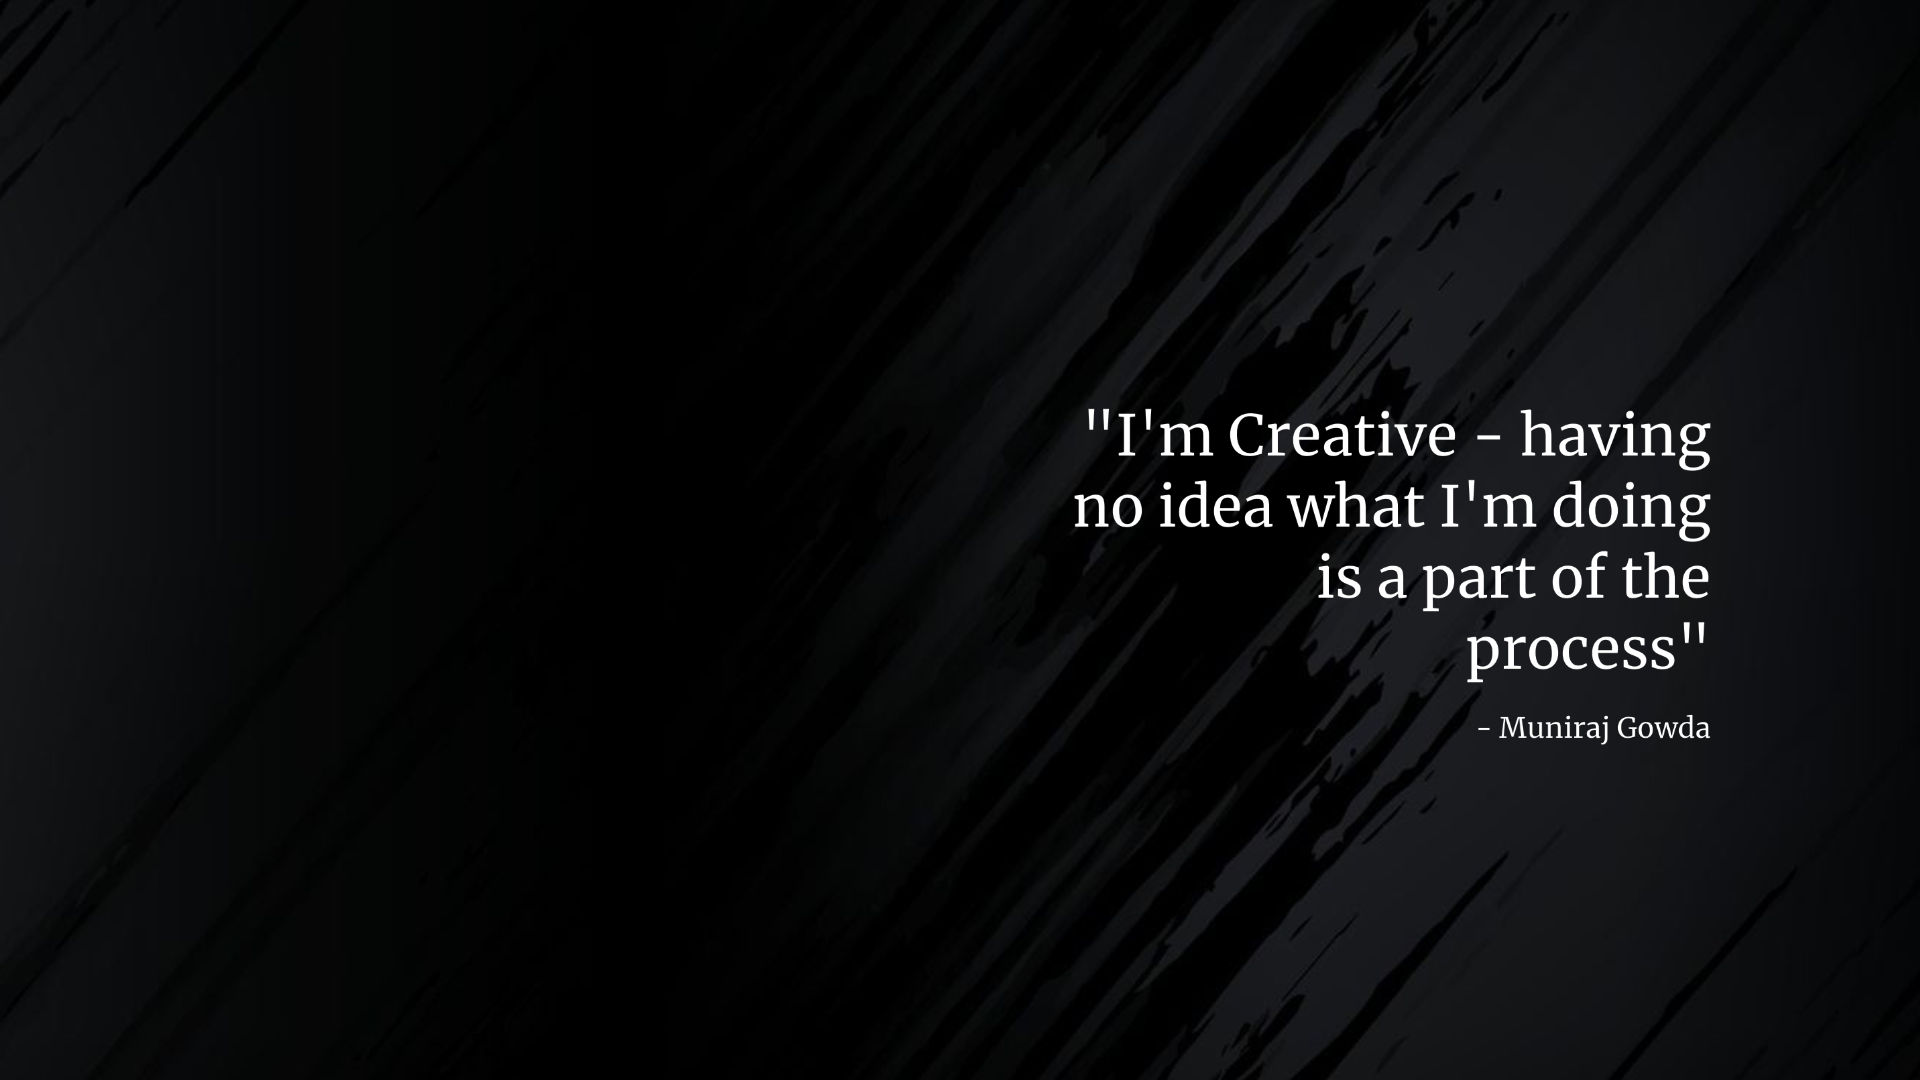 "I'm Creative - having
no idea what I'm doing
is a part of the
process"
- Muniraj Gowda